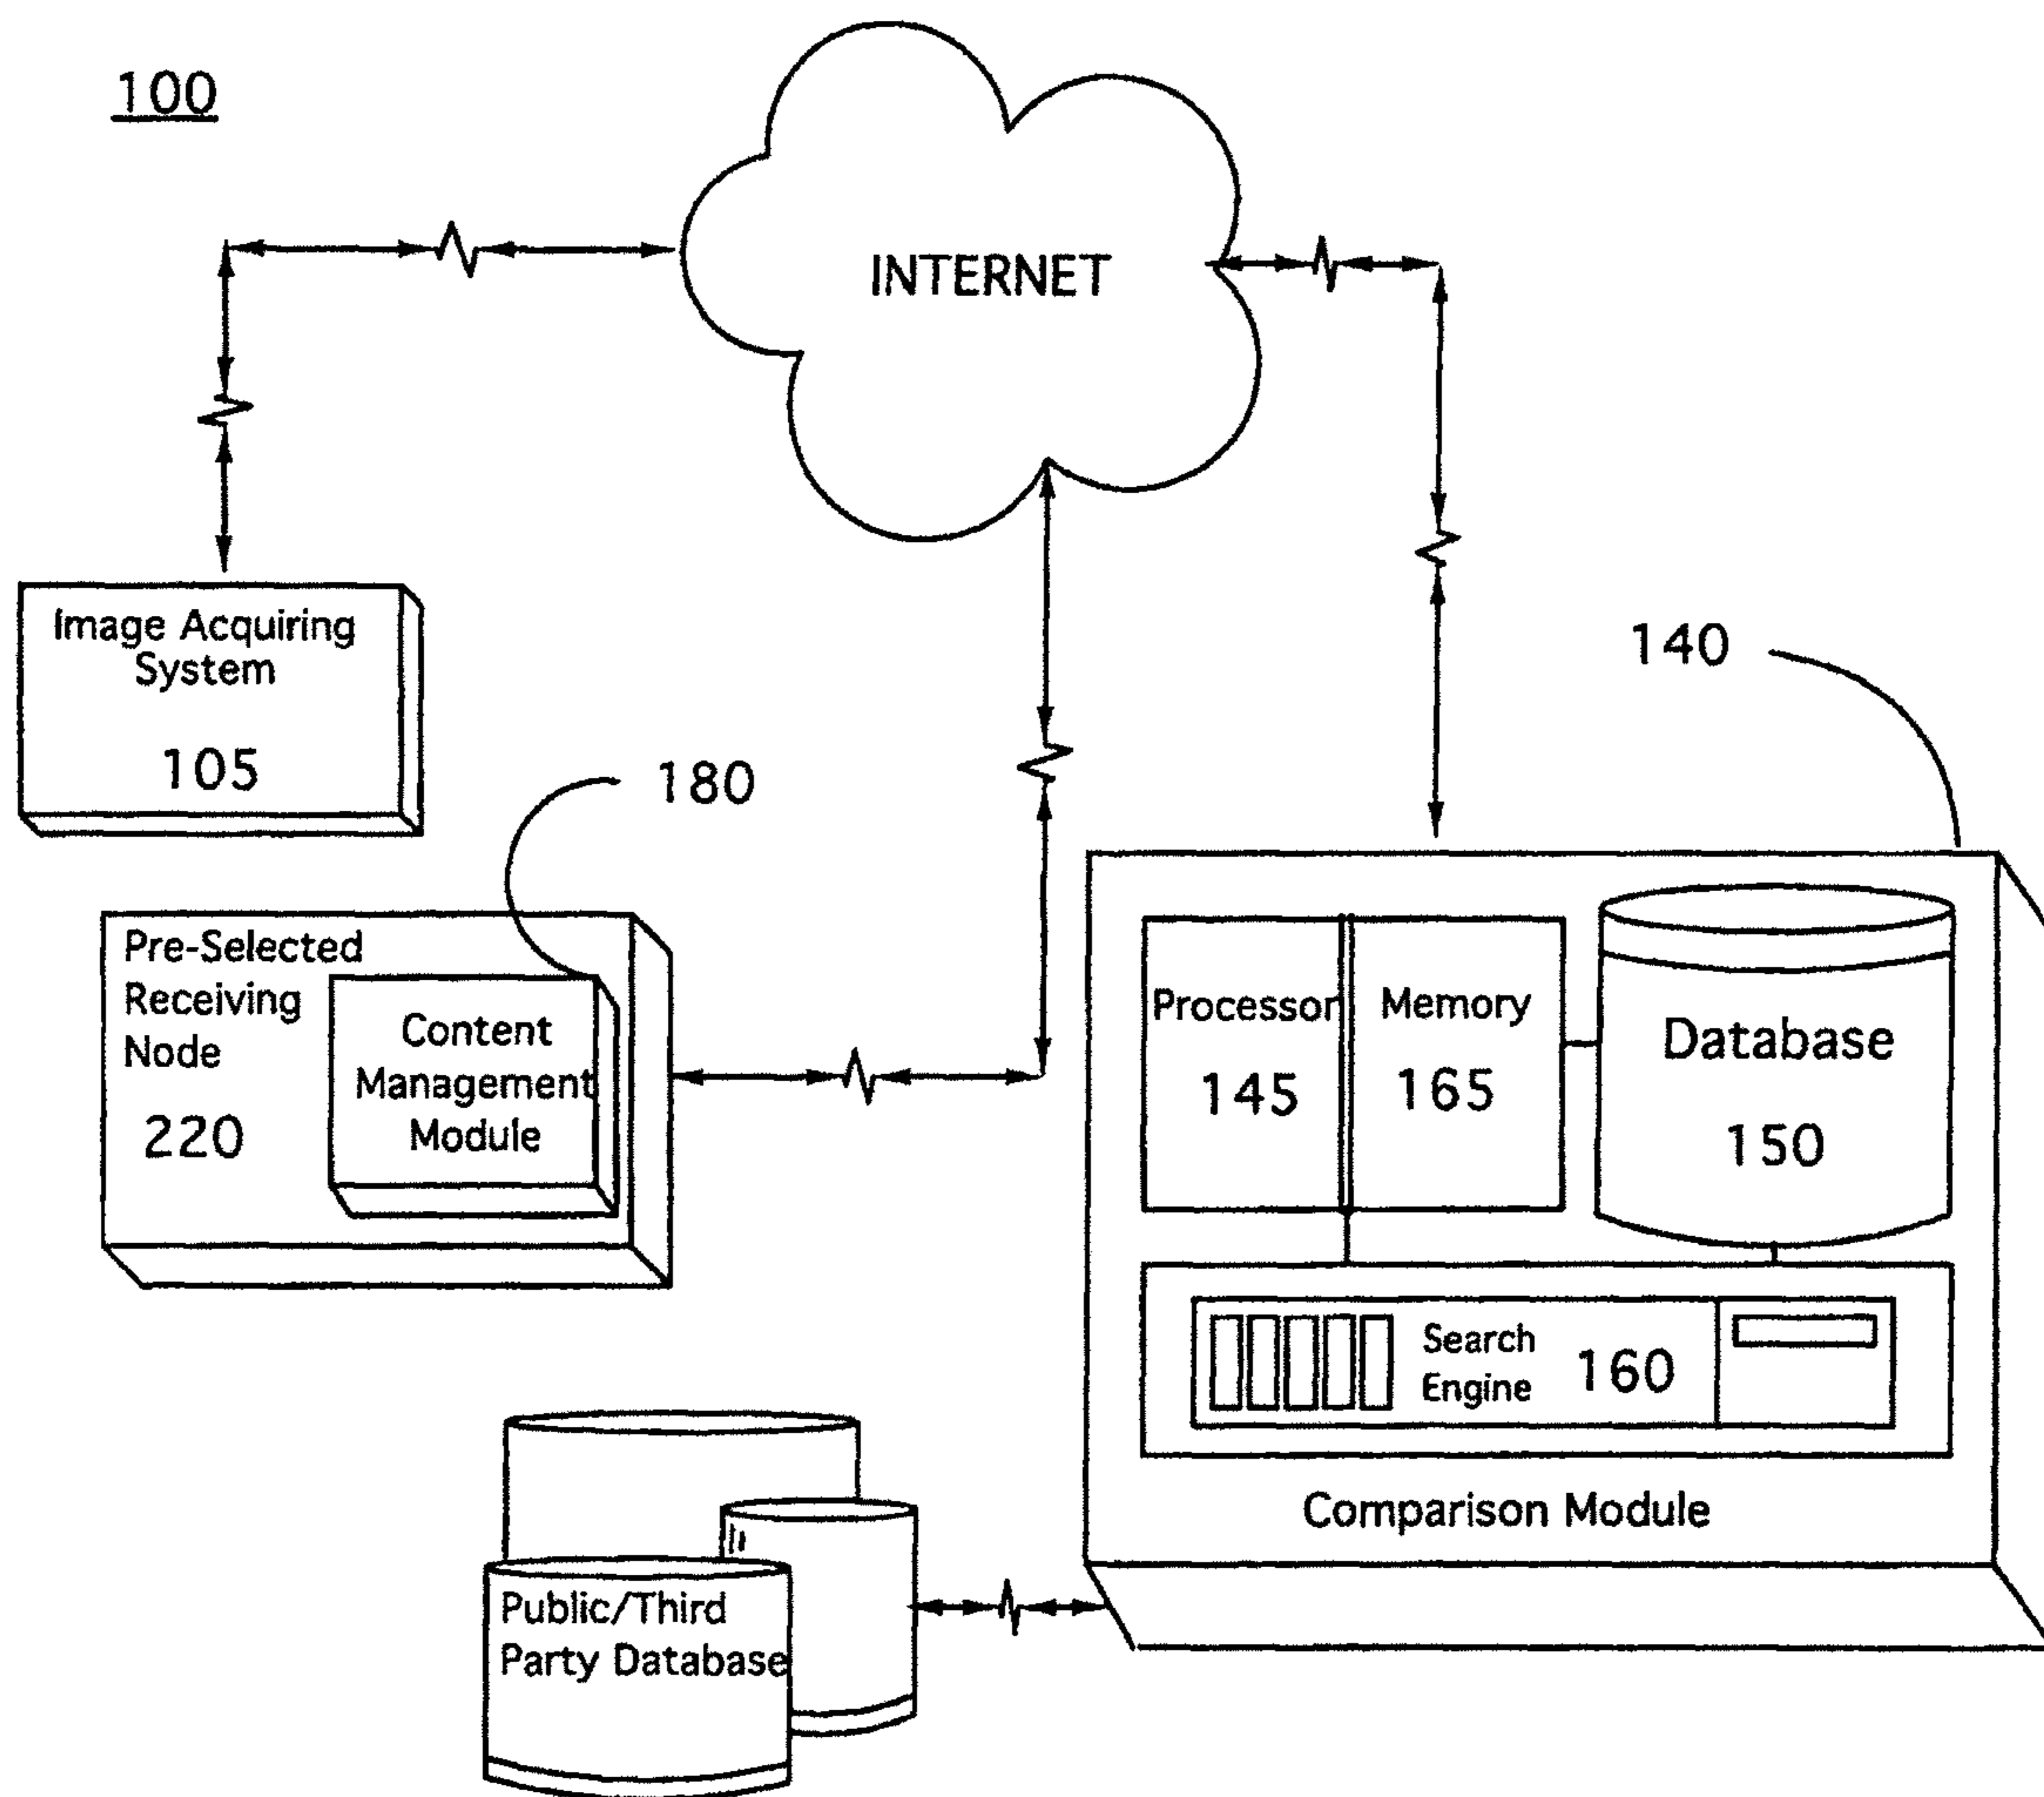 100
INTERNET
Image Acquiring
System
105
140
180
Pre-Selected
Receiving
Node
220
Content
Management
Module
Processor
145
Memory
165
Database
150
Search
Engine
160
Comparison Module
Public/Third
Party Database